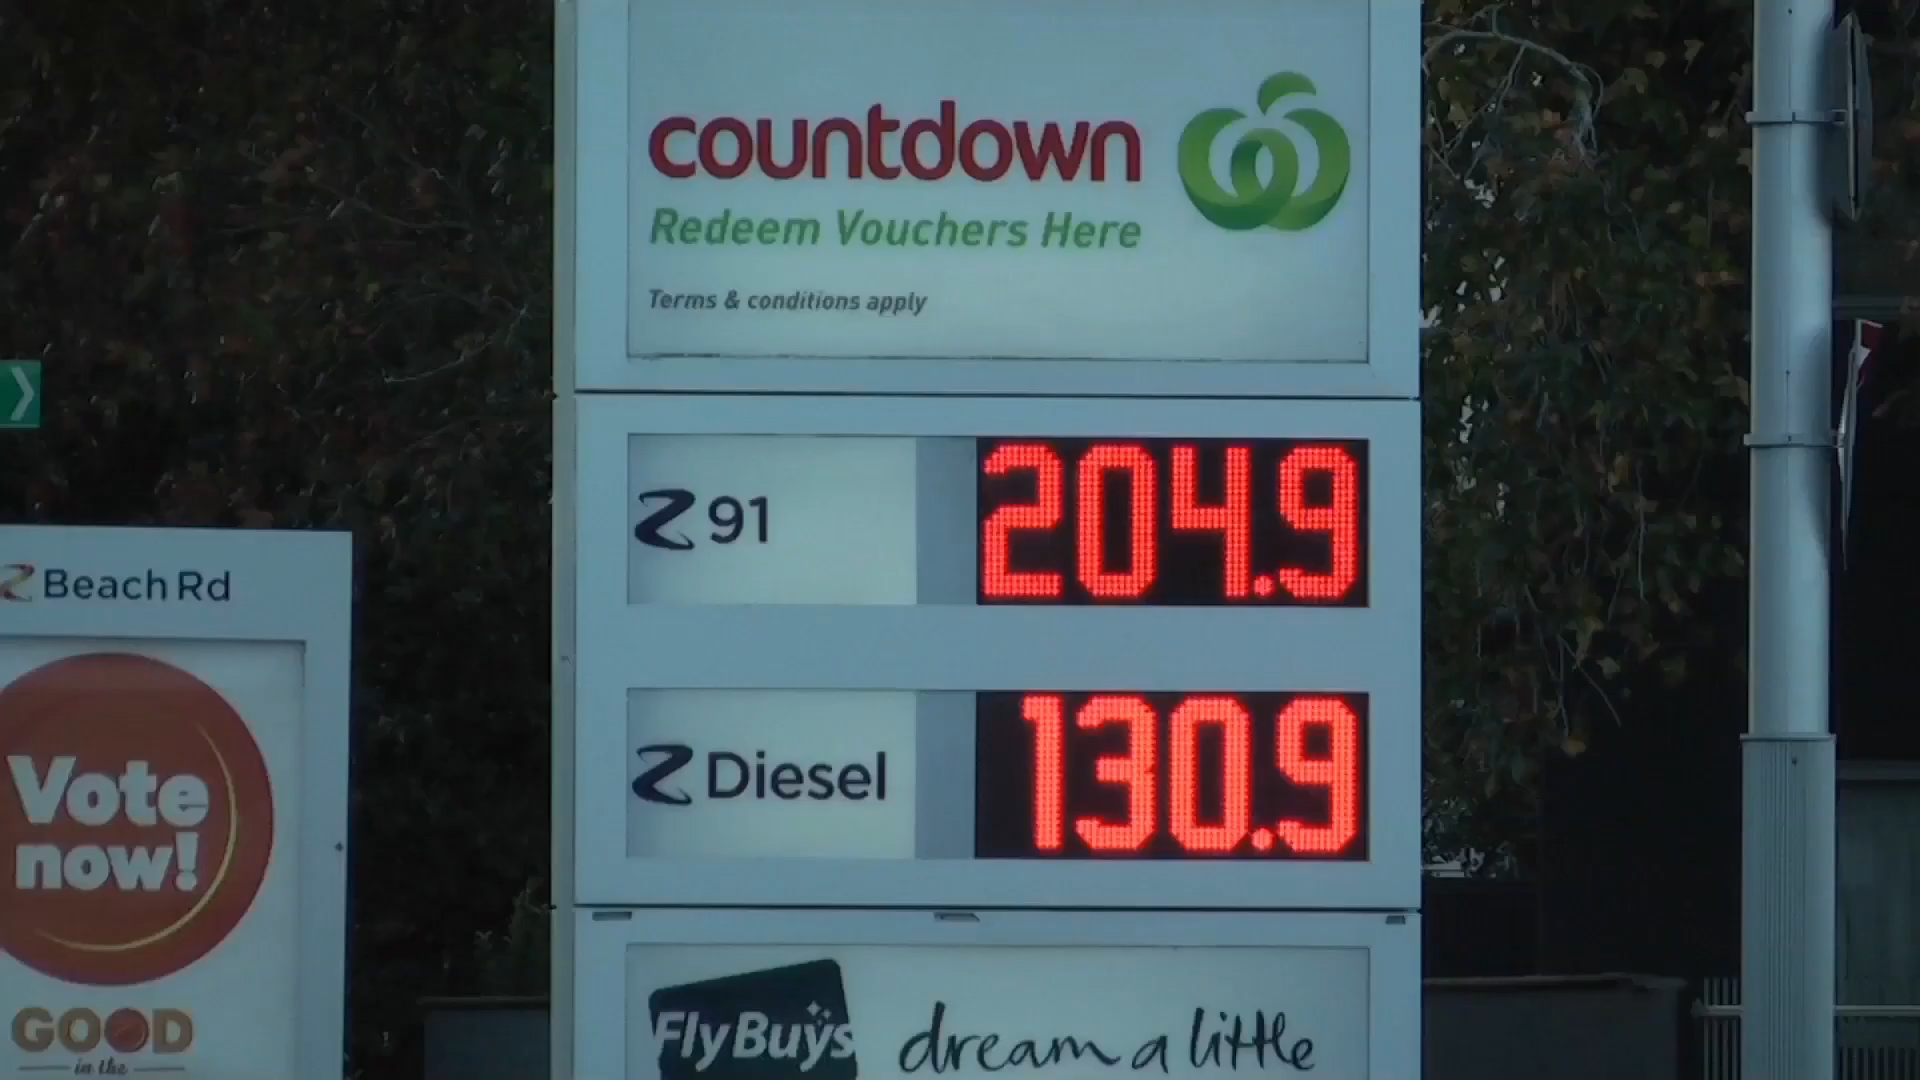 countdown
Redeem Vouchers Here
Terms & conditions apply
Z 91 204.9
Z Diesel 130.9
FlyBuys dream a little
Z Beach Rd
Vote
now!
GOOD
in the